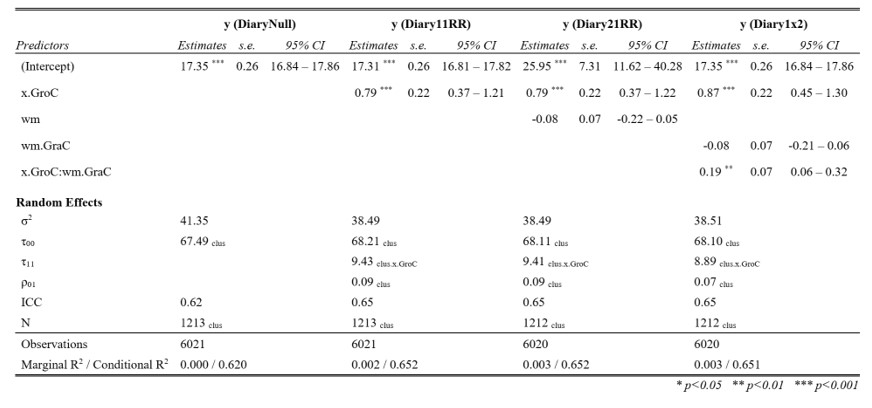 y (DiaryNull) y (Diary11RR) y (Diary21RR) y (Diary1x2)
Predictors Estimates s.e. 95% CI Estimates s.e. 95% CI Estimates s.e. 95% CI Estimates s.e. 95% CI
(Intercept) 17.35 *** 0.26 16.84 – 17.86 17.31 *** 0.26 16.81 – 17.82 25.95 *** 7.31 11.62 – 40.28 17.35 *** 0.26 16.84 – 17.86
x.GroC 0.79 *** 0.22 0.37 – 1.21 0.79 *** 0.22 0.37 – 1.22 0.87 *** 0.22 0.45 – 1.30
wm -0.08 0.07 -0.22 – 0.05
wm.GraC -0.08 0.07 -0.21 – 0.06
x.GroC:wm.GraC 0.19 ** 0.07 0.06 – 0.32
Random Effects
σ2 41.35 38.49 38.49 38.51
τ00 67.49 clus 68.21 clus 68.11 clus 68.10 clus
τ11 9.43 clus.x.GroC 9.41 clus.x.GroC 8.89 clus.x.GroC
ρ01 0.09 clus 0.09 clus 0.07 clus
ICC 0.62 0.65 0.65 0.65
N 1213 clus 1213 clus 1212 clus 1212 clus
Observations 6021 6021 6020 6020
Marginal R2 / Conditional R2 0.000 / 0.620 0.002 / 0.652 0.003 / 0.652 0.003 / 0.651
* p<0.05 ** p<0.01 *** p<0.001